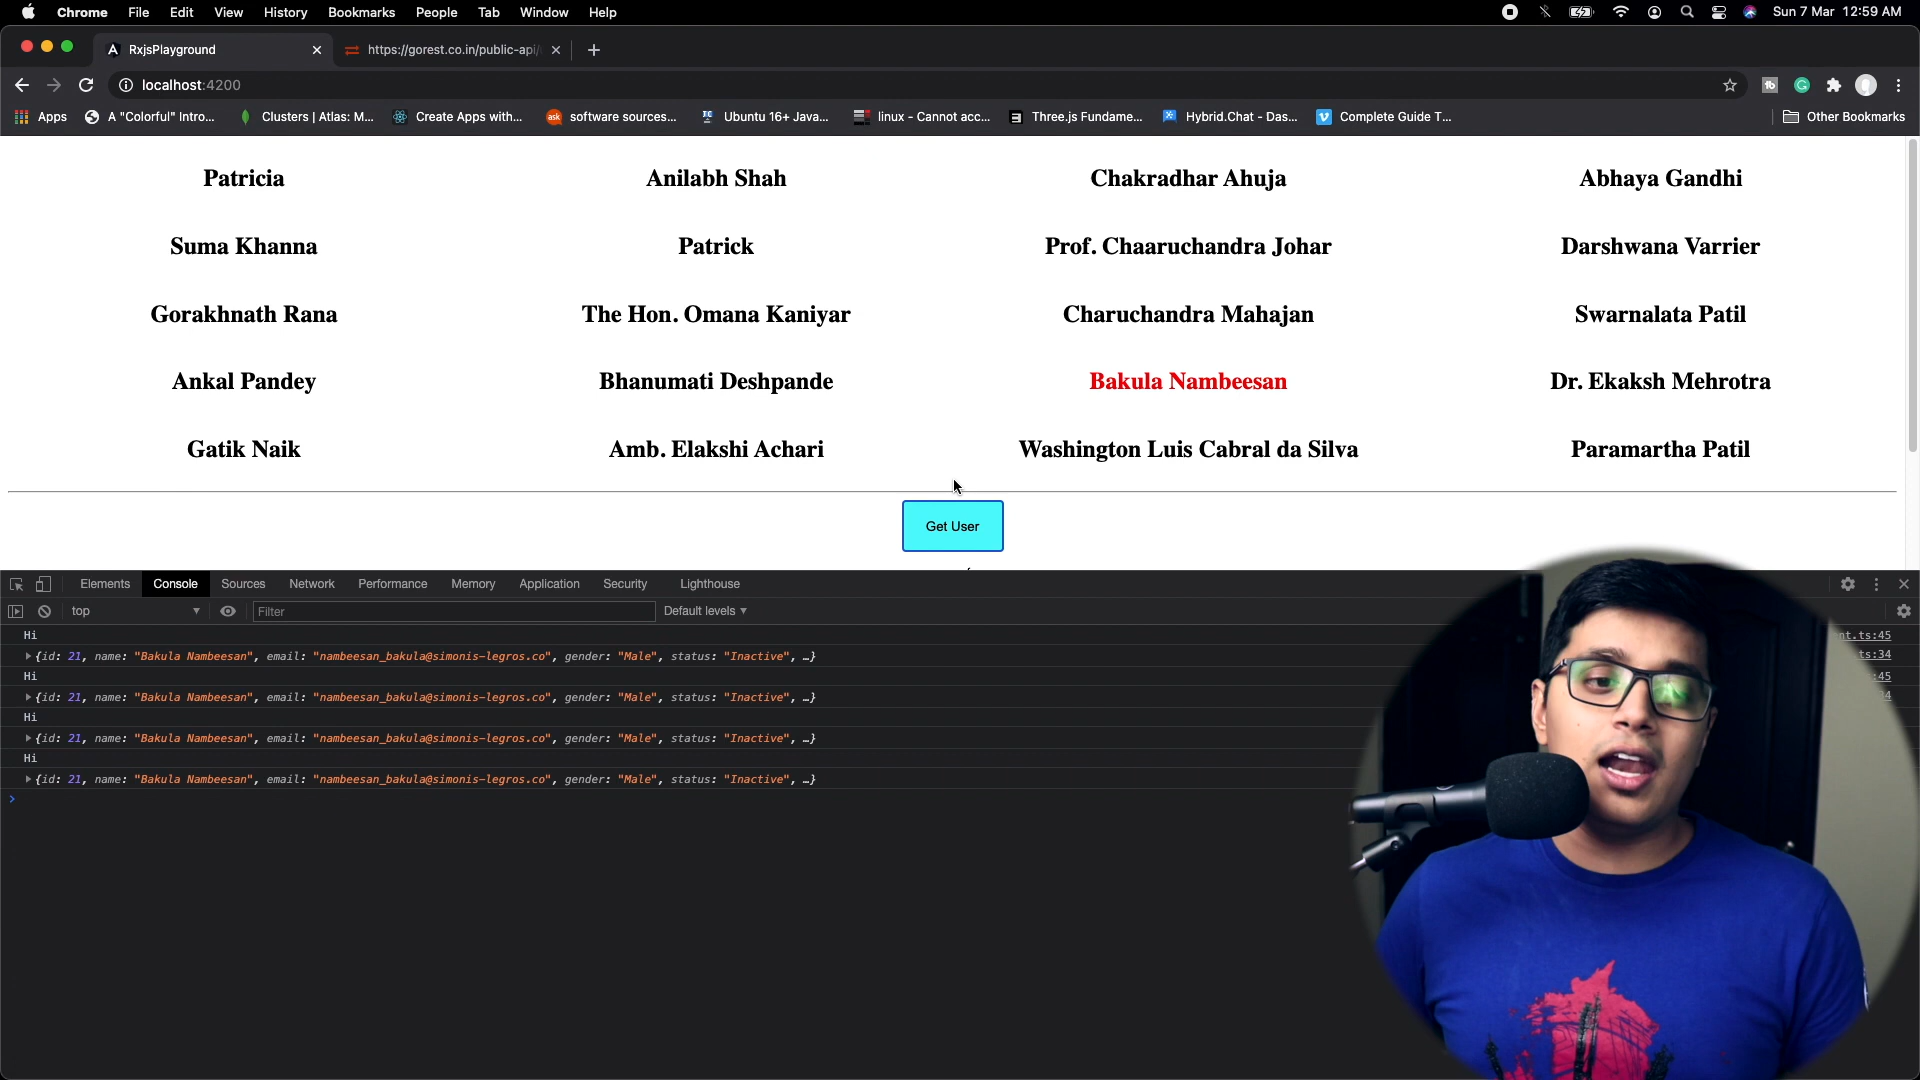 Chrome File Edit View History Bookmarks People Tab Window Help Sun 7 Mar 12:59 AM
RxjsPlayground https://gorest.co.in/public-api/
localhost:4200
Apps A "Colorful" Intro... Clusters | Atlas: M... Create Apps with... software sources... Ubuntu 16+ Java... linux - Cannot acc... Three.js Fundame... Hybrid.Chat - Das... Complete Guide T... Other Bookmarks
Patricia Anilabh Shah Chakradhar Ahuja Abhaya Gandhi
Suma Khanna Patrick Prof. Chaaruchandra Johar Darshwana Varrier
Gorakhnath Rana The Hon. Omana Kaniyar Charuchandra Mahajan Swarnalata Patil
Ankal Pandey Bhanumati Deshpande Bakula Nambeesan Dr. Ekaksh Mehrotra
Gatik Naik Amb. Elakshi Achari Washington Luis Cabral da Silva Paramartha Patil
Get User
Elements Console Sources Network Performance Memory Application Security Lighthouse
top Filter Default levels
Hi nt.ts:45
{id: 21, name: "Bakula Nambeesan", email: "nambeesan_bakula@simonis-legros.co", gender: "Male", status: "Inactive", …} ts:34
Hi :45
{id: 21, name: "Bakula Nambeesan", email: "nambeesan_bakula@simonis-legros.co", gender: "Male", status: "Inactive", …}
Hi
{id: 21, name: "Bakula Nambeesan", email: "nambeesan_bakula@simonis-legros.co", gender: "Male", status: "Inactive", …}
Hi
{id: 21, name: "Bakula Nambeesan", email: "nambeesan_bakula@simonis-legros.co", gender: "Male", status: "Inactive", …}